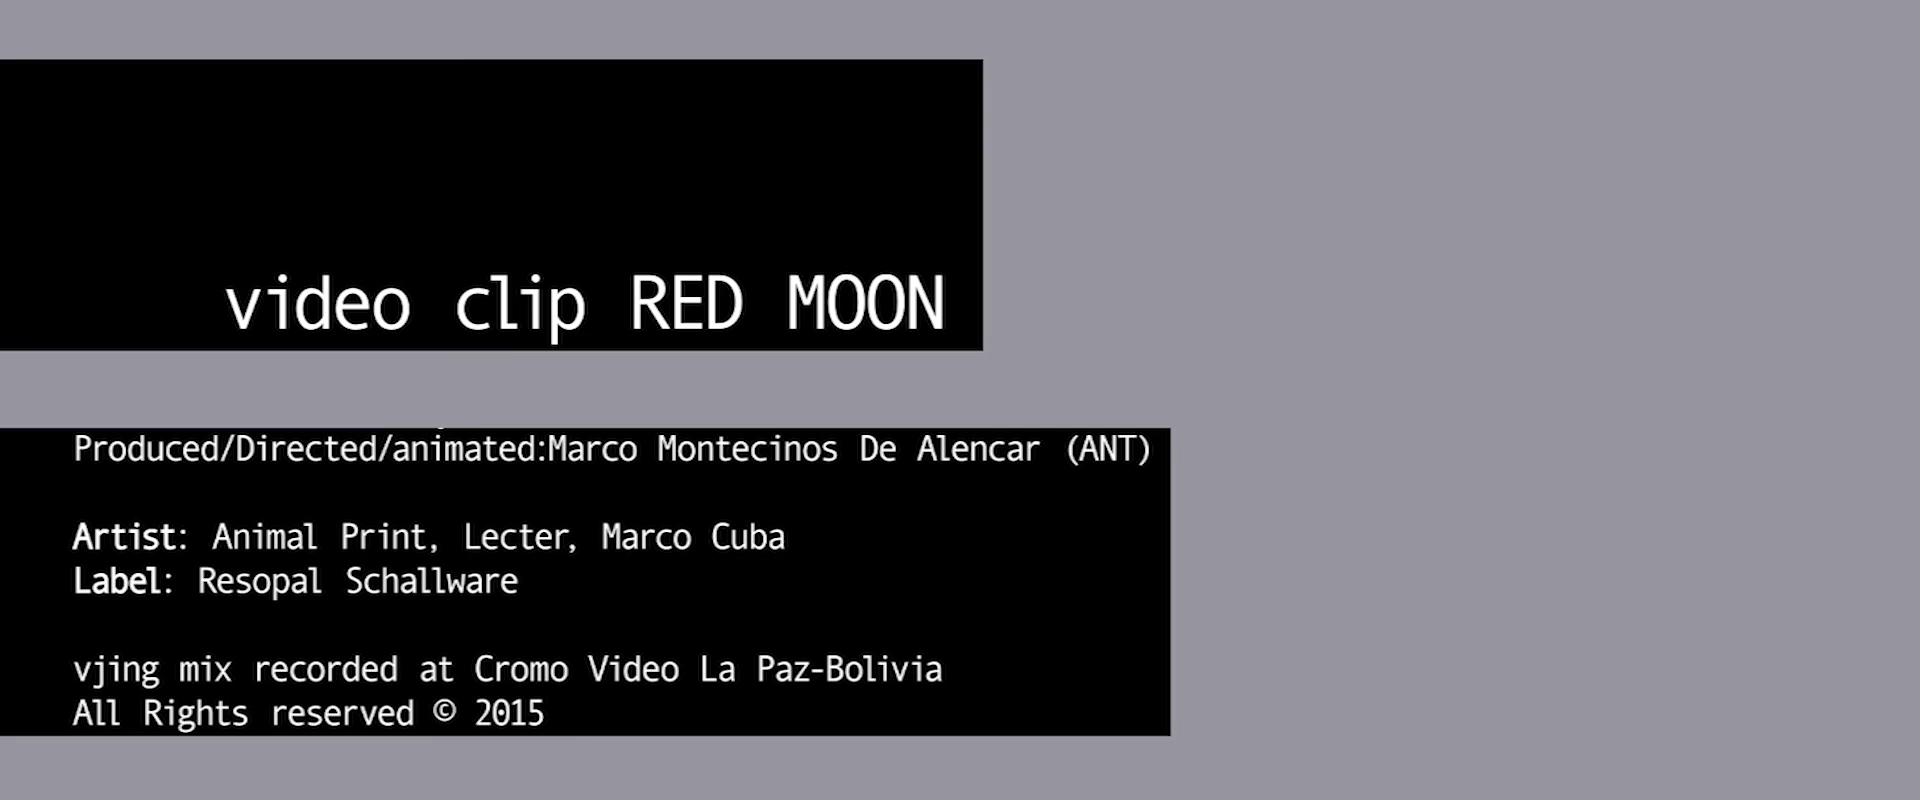 video clip RED MOON
Produced/Directed/animated:Marco Montecinos De Alencar (ANT)
Artist: Animal Print, Lecter, Marco Cuba
Label: Resopal Schallware
vjing mix recorded at Cromo Video La Paz-Bolivia
All Rights reserved © 2015